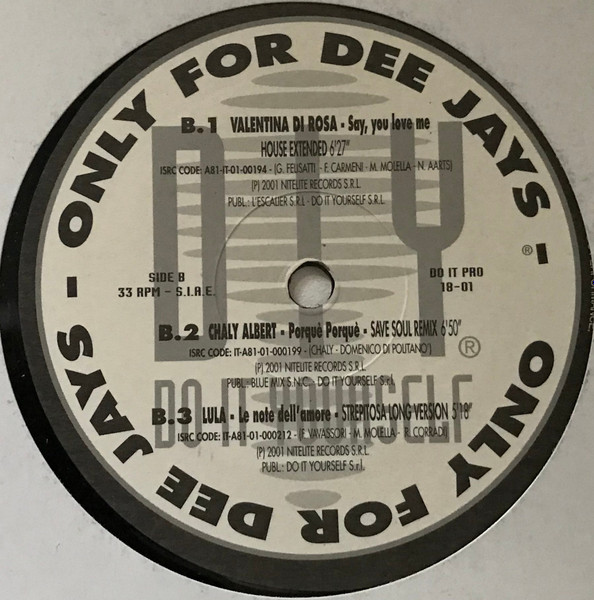 ONLY FOR DEE JAYS - ONLY FOR DEE JAYS -
B.1 VALENTINA DI ROSA - Say, you love me
HOUSE EXTENDED 6'27"
ISRC CODE: A81-IT-01-00194 - (G. FELISATTI - F. CARMENI - M. MOLELLA - N. AARTS)
(P) 2001 NITELITE RECORDS S.R.L.
PUBL.: L'ESCALIER S.R.L - DO IT YOURSELF S.R.L.
DIY
®
SIDE B
33 RPM - S.I.A.E.
DO IT PRO
18-01
B.2 CHALY ALBERT - Porquè Porquè - SAVE SOUL REMIX 6'50"
ISRC CODE: IT-A81-01-000199 - (CHALY - DOMENICO DI POLITANO')
®
(P) 2001 NITELITE RECORDS S.R.L.
PUBL.: BLUE MIX S.N.C. - DO IT YOURSELF S.R.L.
DO IT YOURSELF
B.3 LULA - Le note dell'amore - STREPITOSA LONG VERSION 5'18"
ISRC CODE: IT-A81-01-000212 - (F. VAVASSORI - M. MOLELLA - R. CORRADI)
(P) 2001 NITELITE RECORDS S.R.L.
PUBL.: DO IT YOURSELF S.r.L.